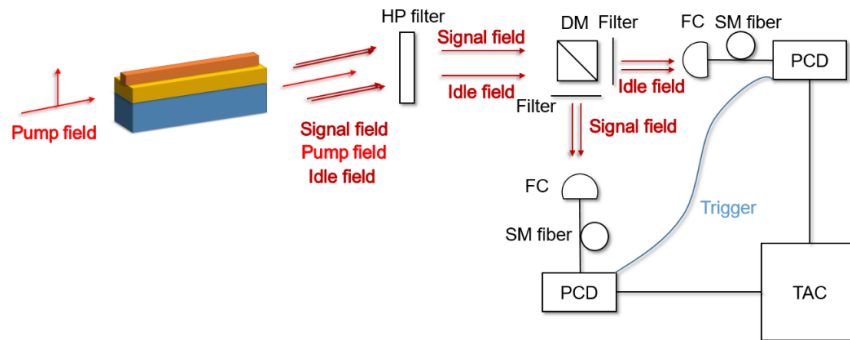 HP filter
Signal field
Idle field
DM
Filter
FC
SM fiber
PCD
Idle field
Filter
Signal field
Pump field
Signal field
Pump field
Idle field
FC
Trigger
SM fiber
PCD
TAC